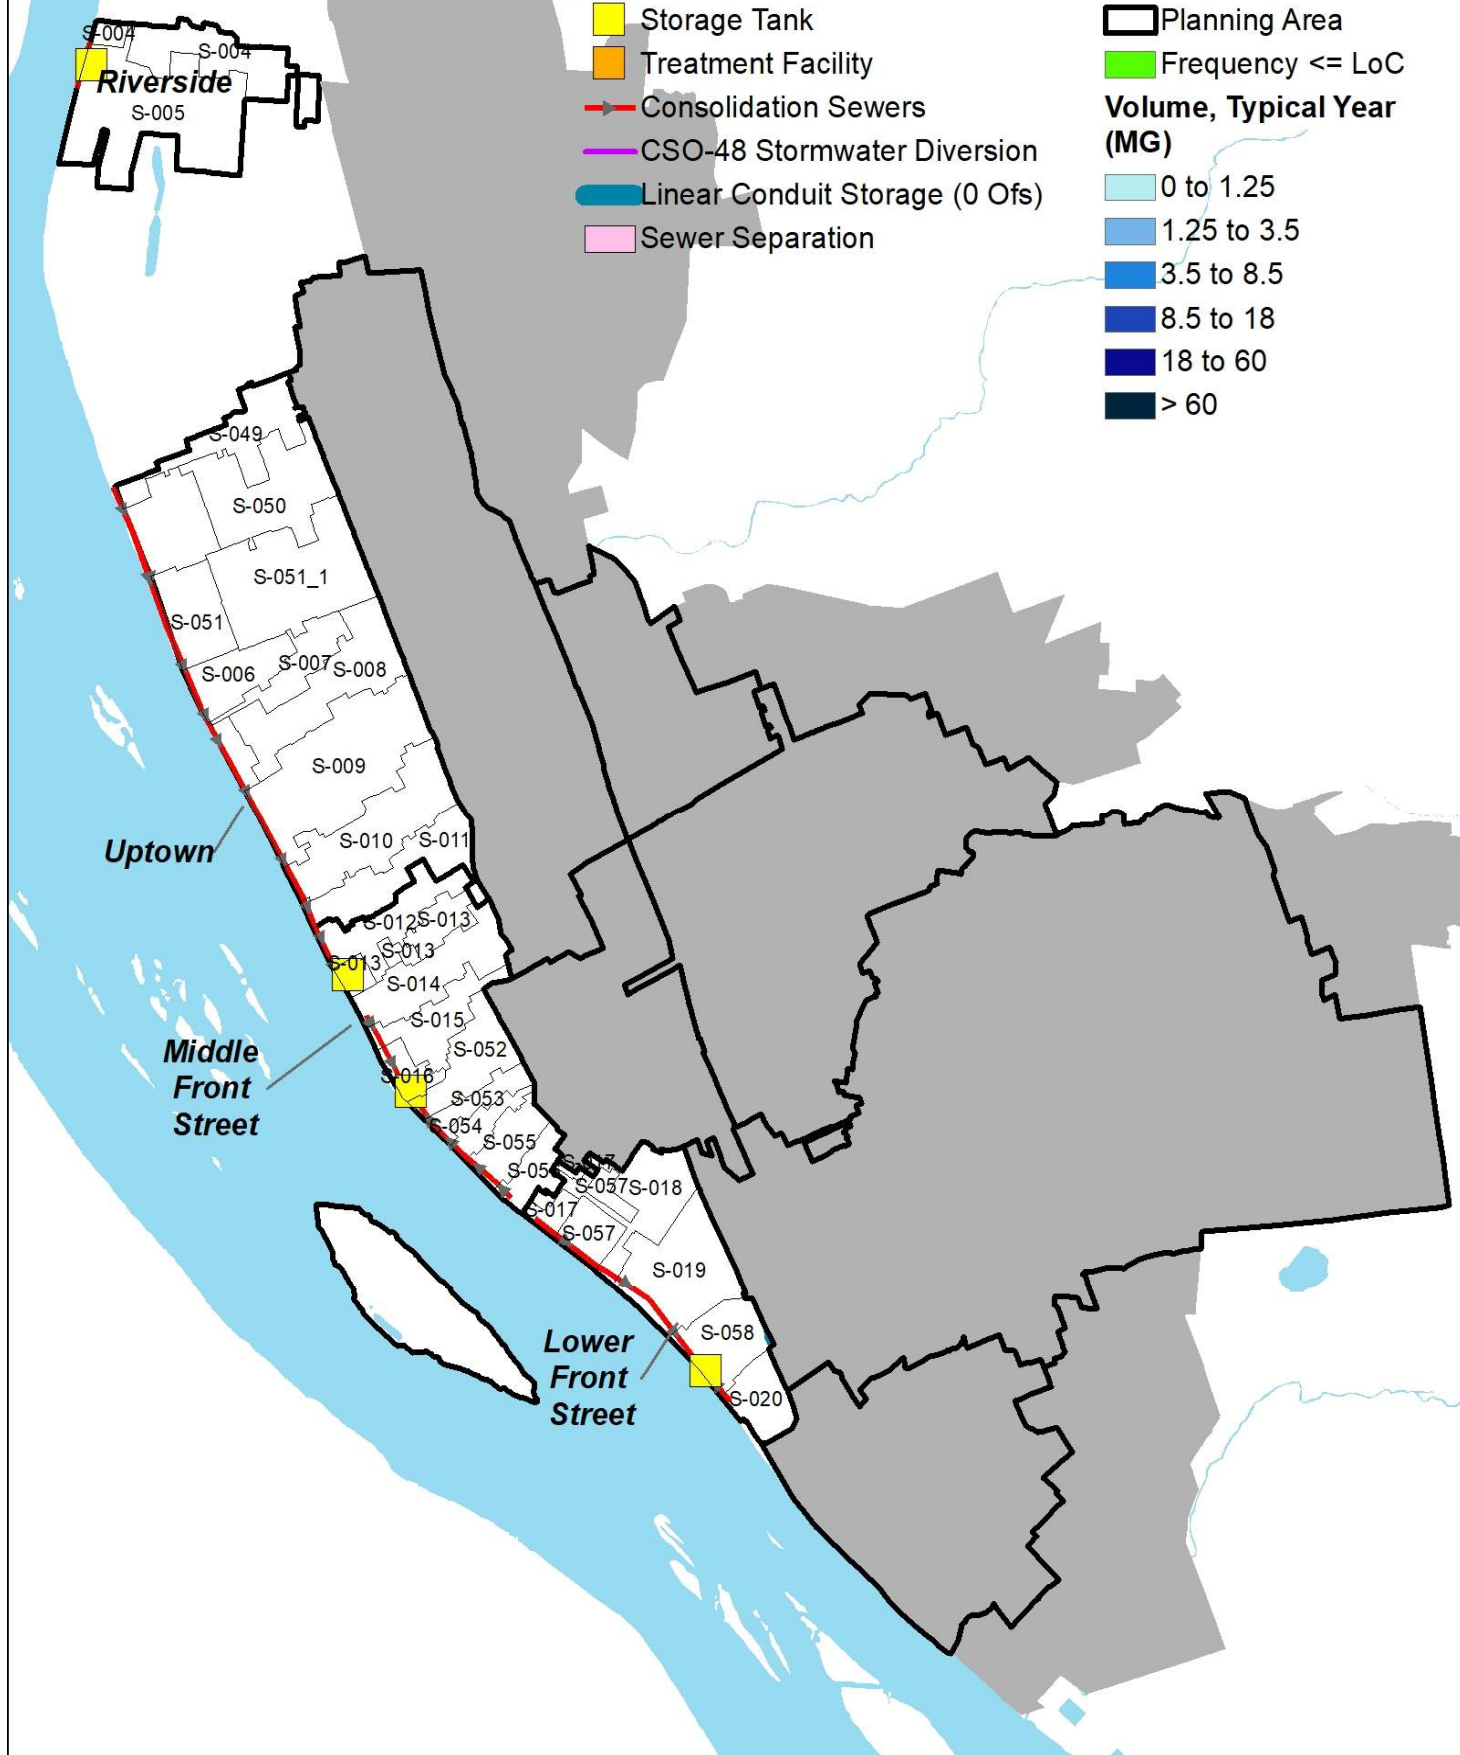 Storage Tank
Treatment Facility
Consolidation Sewers
CSO-48 Stormwater Diversion
Linear Conduit Storage (0 Ofs)
Sewer Separation
Planning Area
Frequency <= LoC
Volume, Typical Year
(MG)
0 to 1.25
1.25 to 3.5
3.5 to 8.5
8.5 to 18
18 to 60
> 60
S-004
S-004
Riverside
S-005
S-049
S-050
S-051_1
S-051
S-006
S-007
S-008
S-009
Uptown
S-010
S-011
S-012
S-013
S-013
S-013
S-014
S-015
Middle
Front
Street
S-052
S-016
S-053
S-054
S-055
S-017
S-057
S-018
S-017
S-057
S-019
S-058
Lower
Front
Street
S-020